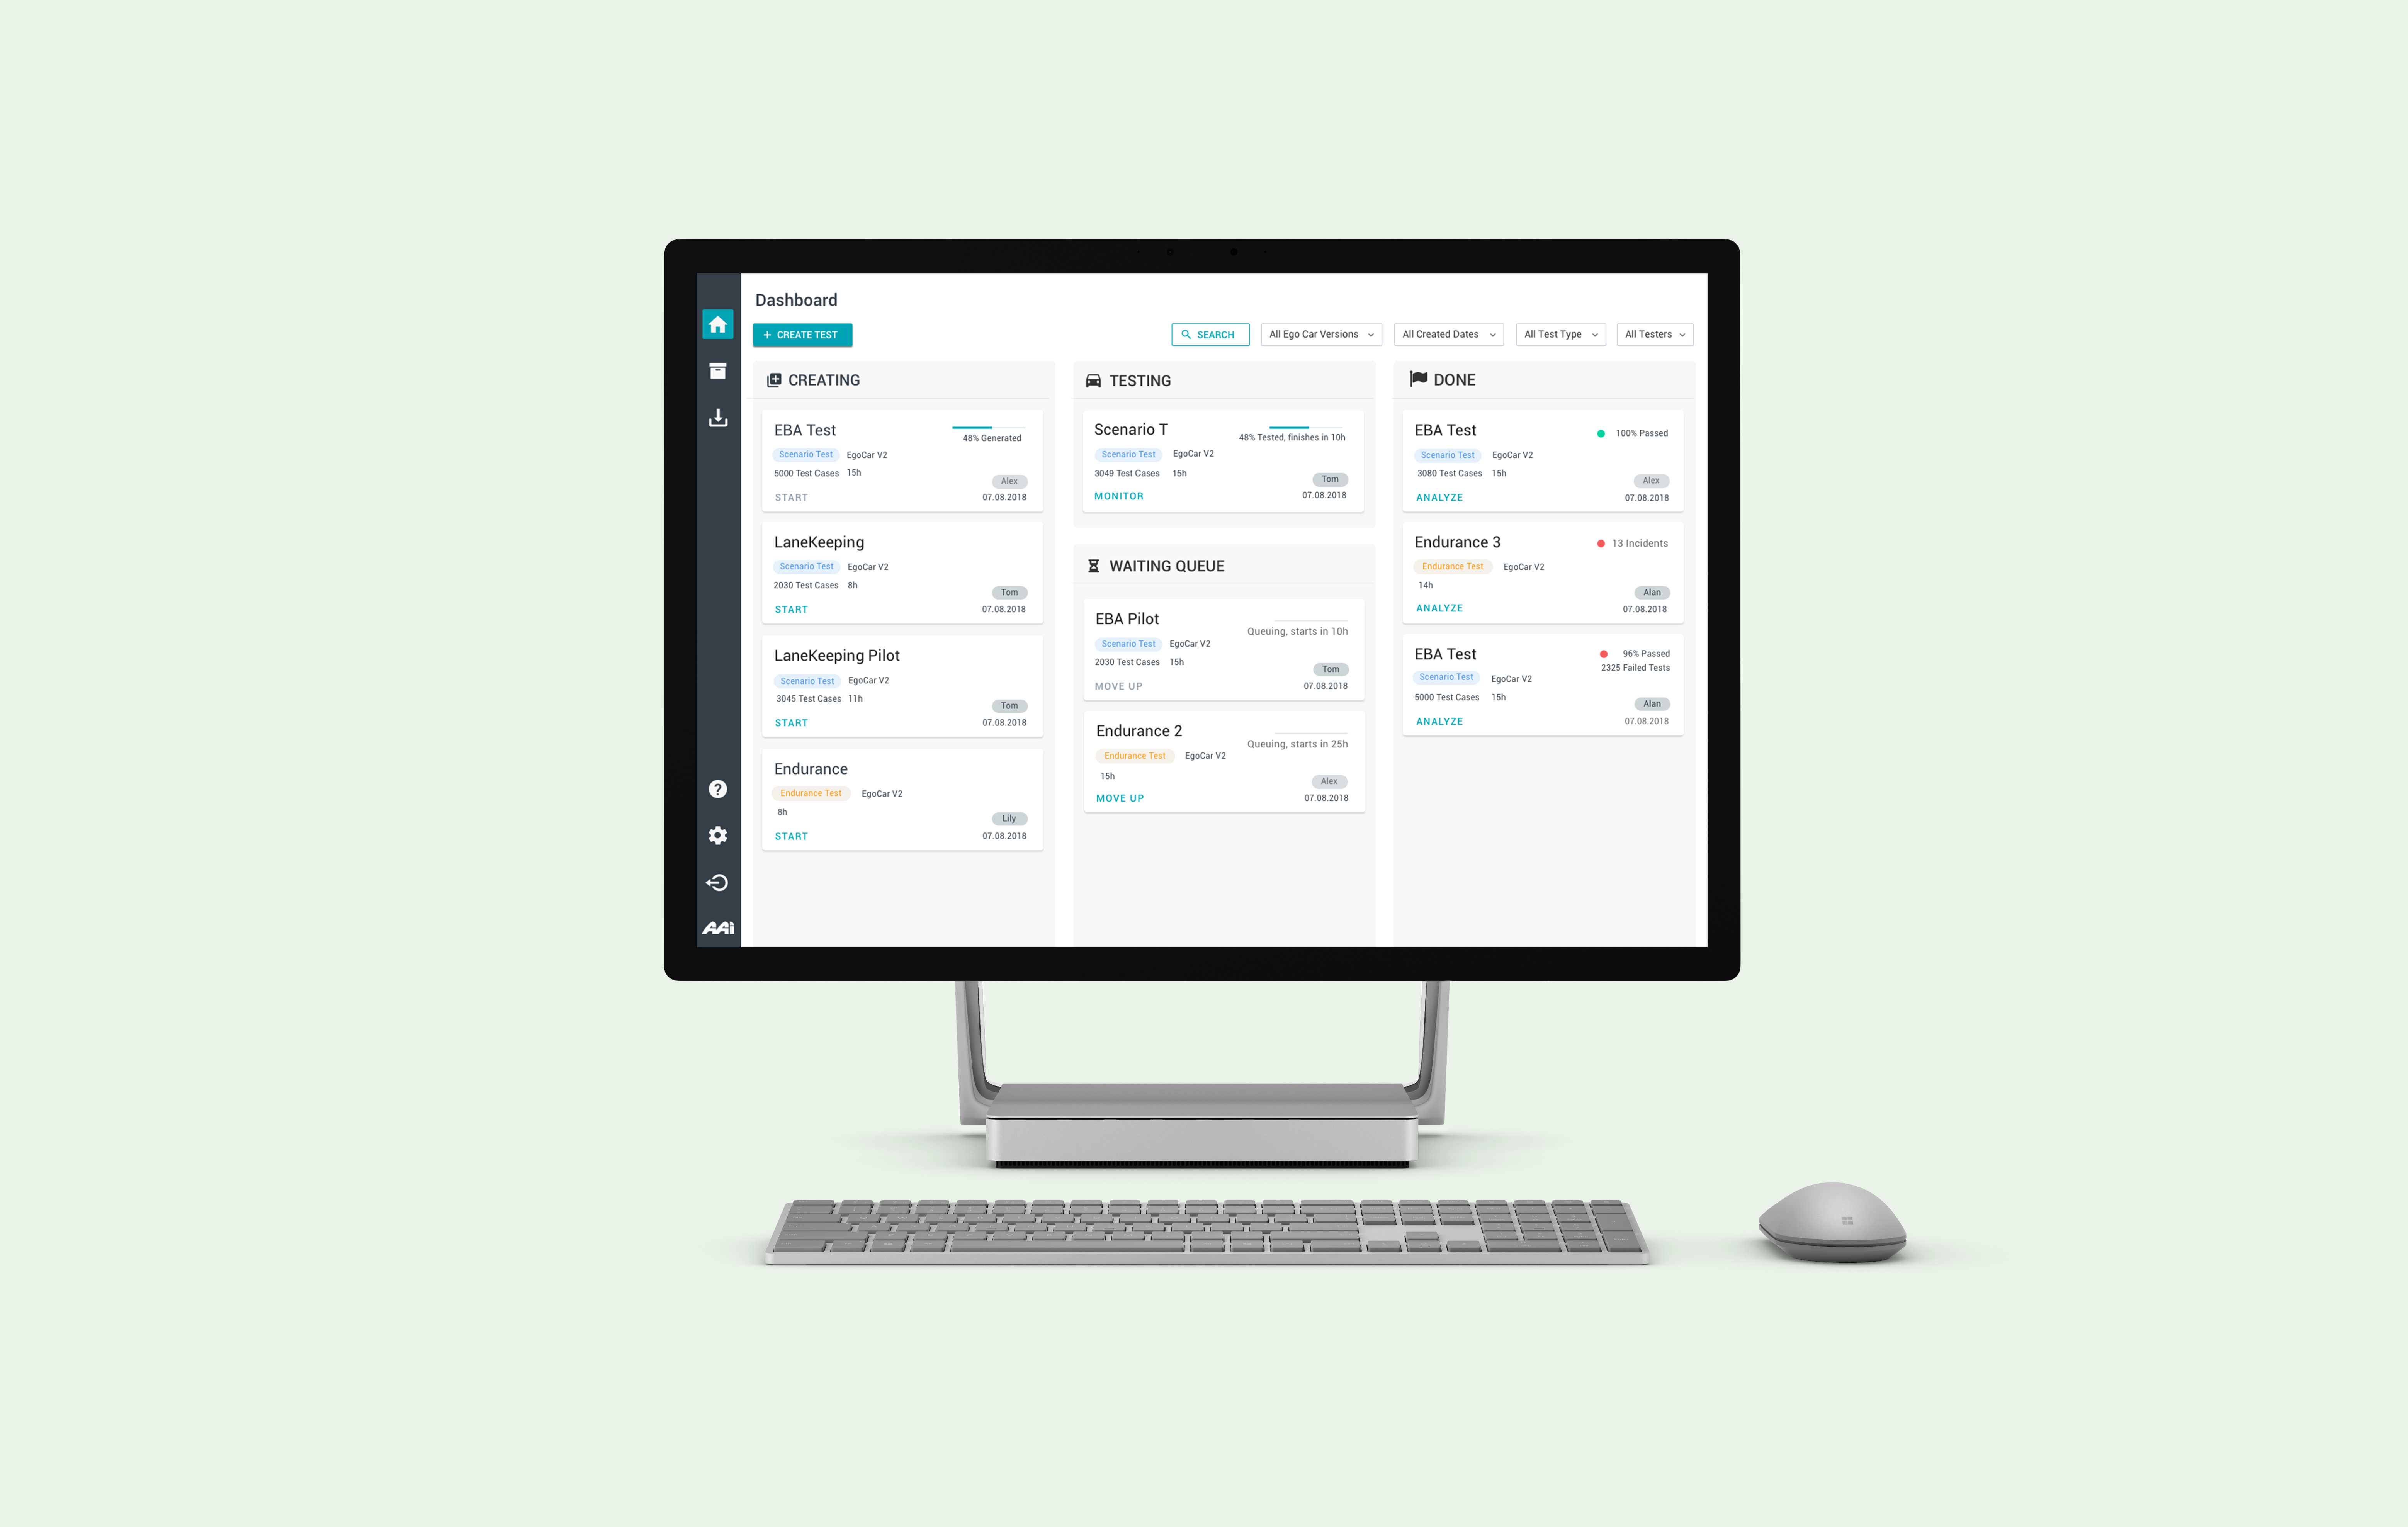 Dashboard
+ CREATE TEST
SEARCH
All Ego Car Versions
All Created Dates
All Test Type
All Testers
CREATING
EBA Test
48% Generated
Scenario Test EgoCar V2
5000 Test Cases 15h
Alex
START 07.08.2018
LaneKeeping
Scenario Test EgoCar V2
2030 Test Cases 8h
Tom
START 07.08.2018
LaneKeeping Pilot
Scenario Test EgoCar V2
3045 Test Cases 11h
Tom
START 07.08.2018
Endurance
Endurance Test EgoCar V2
8h
Lily
START 07.08.2018
TESTING
Scenario T
48% Tested, finishes in 10h
Scenario Test EgoCar V2
3049 Test Cases 15h
Tom
MONITOR 07.08.2018
WAITING QUEUE
EBA Pilot
Queuing, starts in 10h
Scenario Test EgoCar V2
2030 Test Cases 15h
Tom
MOVE UP 07.08.2018
Endurance 2
Queuing, starts in 25h
Endurance Test EgoCar V2
15h
Alex
MOVE UP 07.08.2018
DONE
EBA Test 100% Passed
Scenario Test EgoCar V2
3080 Test Cases 15h
Alex
ANALYZE 07.08.2018
Endurance 3 13 Incidents
Endurance Test EgoCar V2
14h
Alan
ANALYZE 07.08.2018
EBA Test 96% Passed
2325 Failed Tests
Scenario Test EgoCar V2
5000 Test Cases 15h
Alan
ANALYZE 07.08.2018
AAi